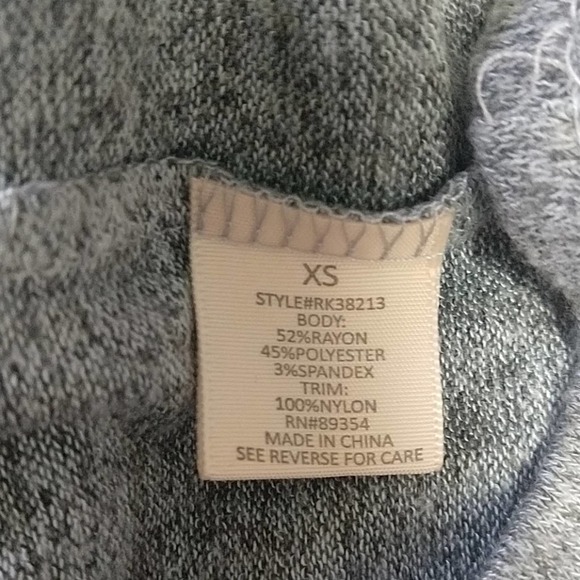 XS
STYLE#RK38213
BODY:
52%RAYON
45%POLYESTER
3%SPANDEX
TRIM:
100%NYLON
RN#89354
MADE IN CHINA
SEE REVERSE FOR CARE